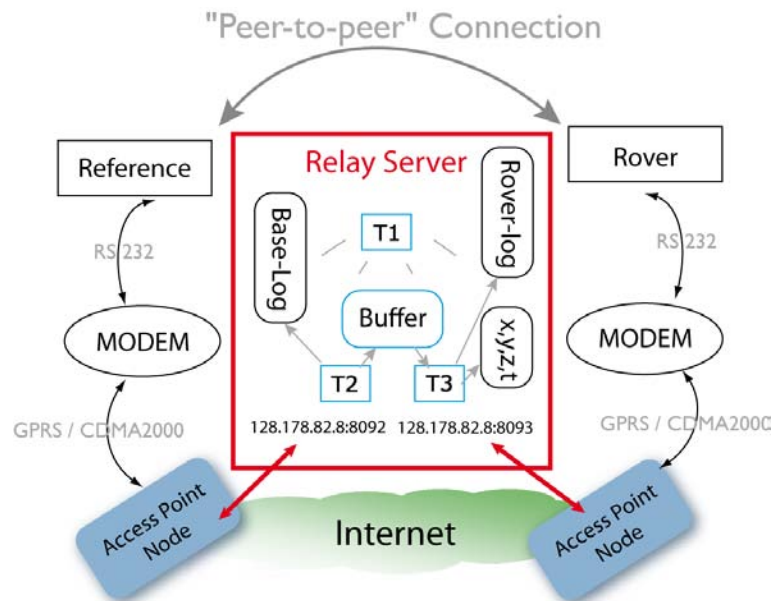 "Peer-to-peer" Connection
Reference
Relay Server
Rover
Base-Log
T1
Rover-log
RS 232
RS 232
Buffer
MODEM
MODEM
x,y,z,t
T2
T3
128.178.82.8:8092
128.178.82.8:8093
GPRS / CDMA2000
GPRS / CDMA2000
Access Point
Node
Internet
Access Point
Node